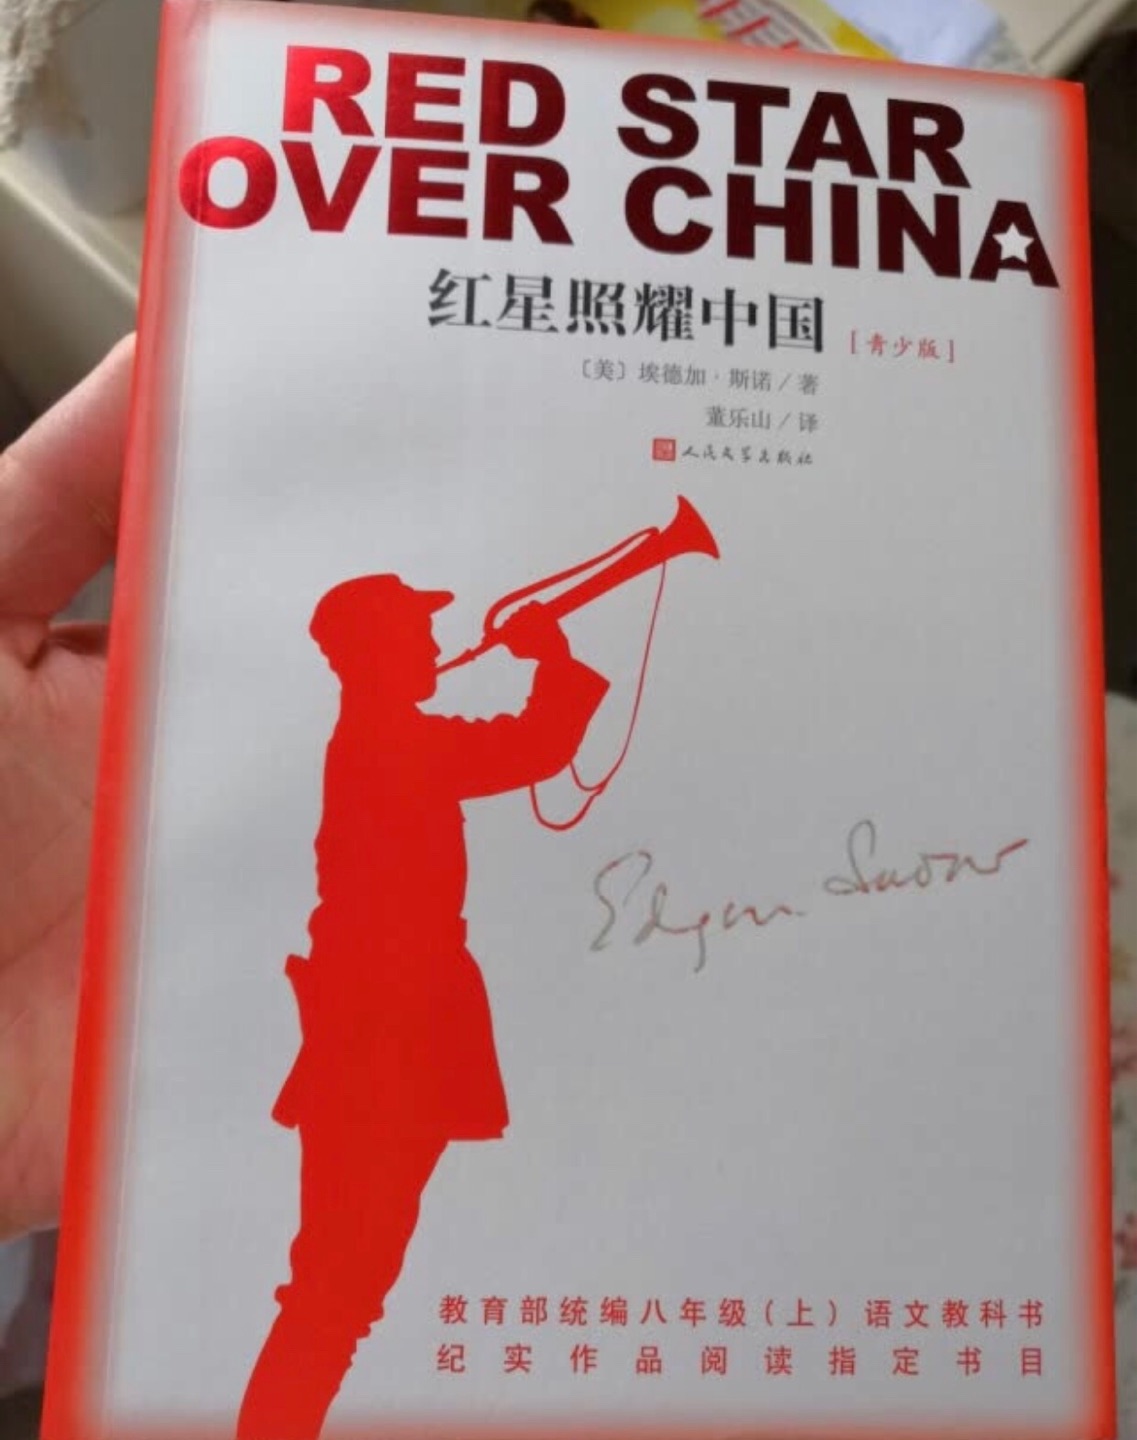 RED STAR
OVER CHINA
红星照耀中国 [青少版]
〔美〕埃德加·斯诺/著
董乐山/译
人民文学出版社
Edgar Snow
教育部统编八年级(上)语文教科书
纪实作品阅读指定书目